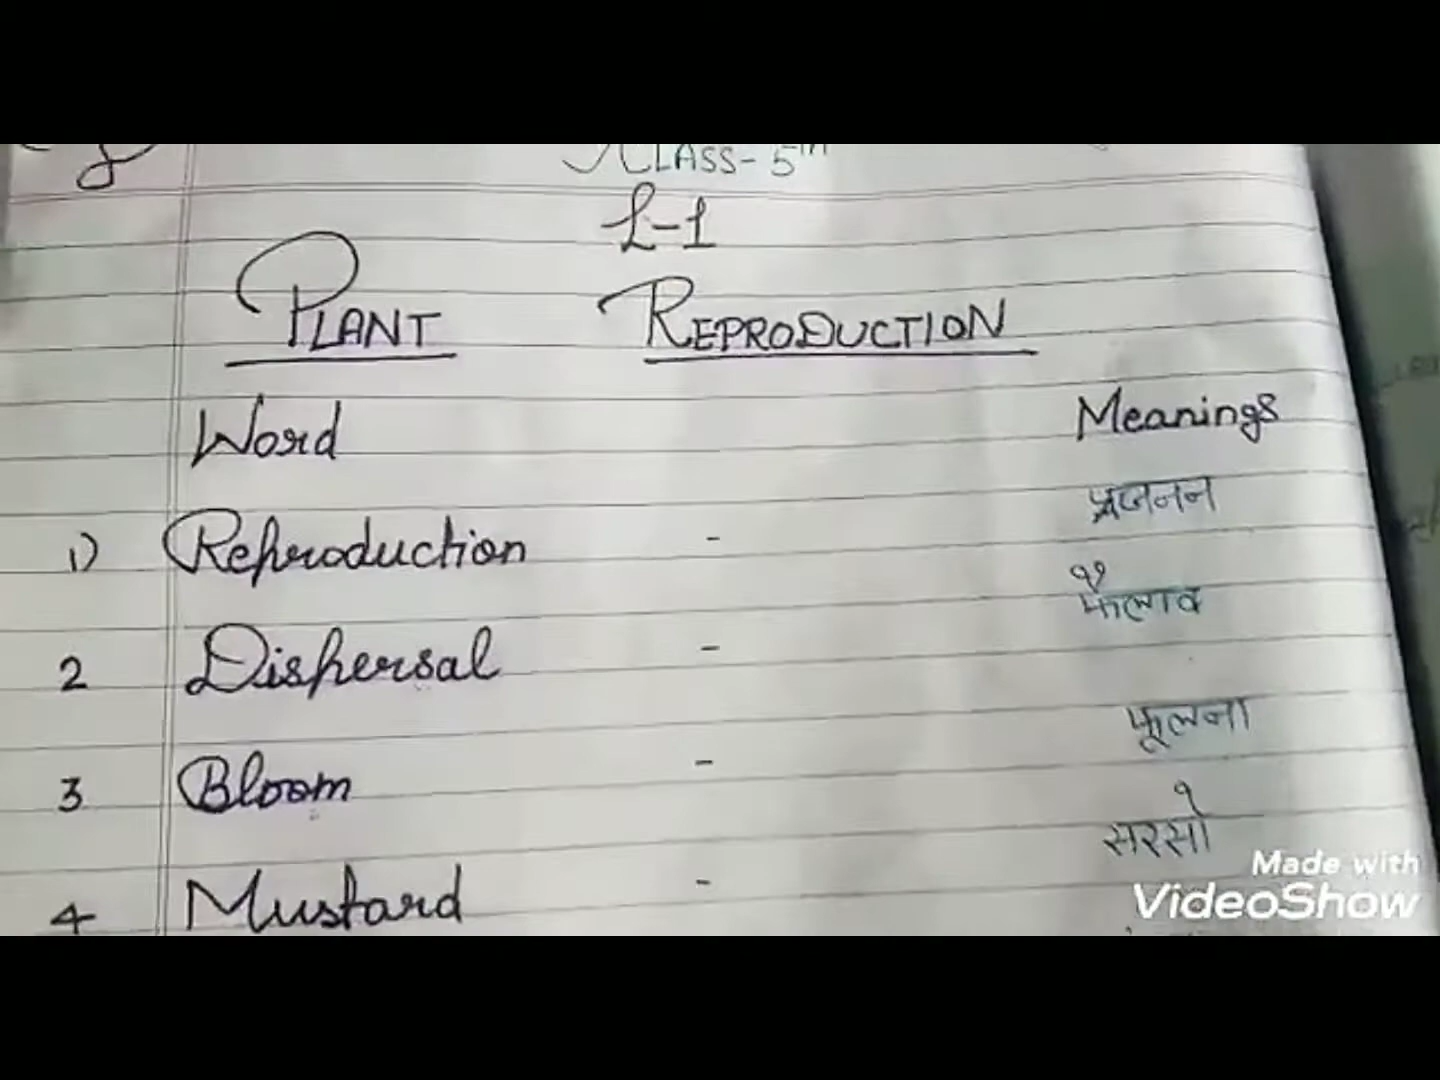 CLASS-5th
L-1
PLANT REPRODUCTION
Word Meanings
1) Reproduction - प्रजनन
2 Dispersal - फैलाव
3 Bloom - फूलना
4 Mustard - सरसो
Made with
VideoShow